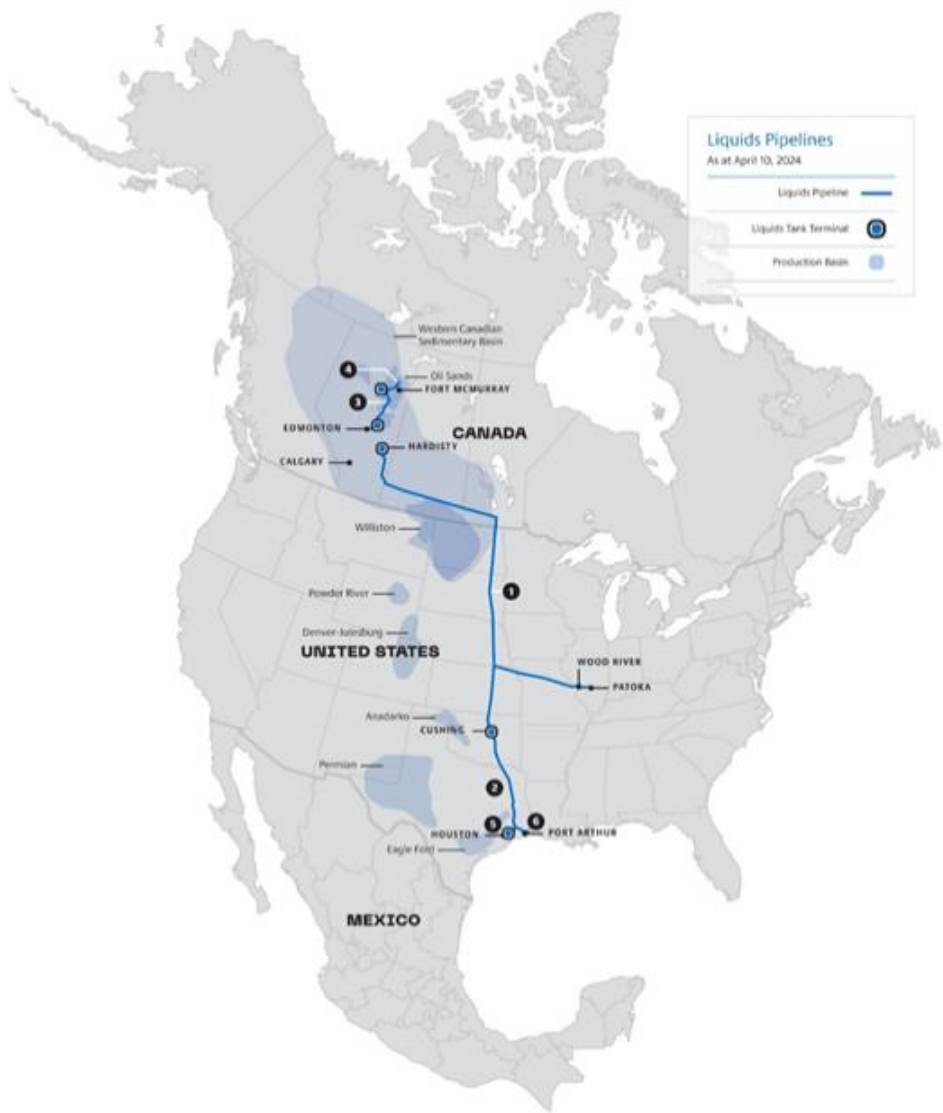 Liquids Pipelines
As at April 10, 2024
Liquids Pipeline
Liquids Tank Terminal
Production Basin
Western Canadian
Sedimentary Basin
4
Oil Sands
FORT MCMURRAY
3
EDMONTON
CANADA
HARDISTY
CALGARY
Williston
1
Powder River
Denver-Julesburg
UNITED STATES
WOOD RIVER
PATOKA
Anadarko
CUSHING
Permian
2
5
6
HOUSTON
PORT ARTHUR
Eagle Ford
MEXICO